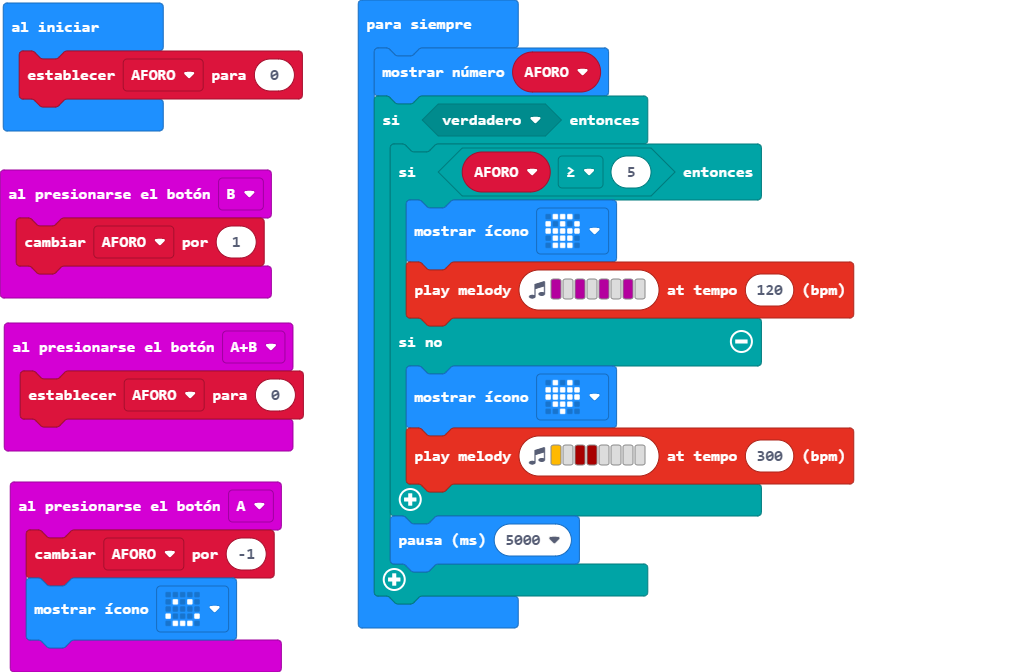 al iniciar
establecer AFORO para 0
al presionarse el botón B
cambiar AFORO por 1
al presionarse el botón A+B
establecer AFORO para 0
al presionarse el botón A
cambiar AFORO por -1
mostrar ícono
para siempre
mostrar número AFORO
si verdadero entonces
si AFORO ≥ 5 entonces
mostrar ícono
play melody at tempo 120 (bpm)
si no
mostrar ícono
play melody at tempo 300 (bpm)
pausa (ms) 5000